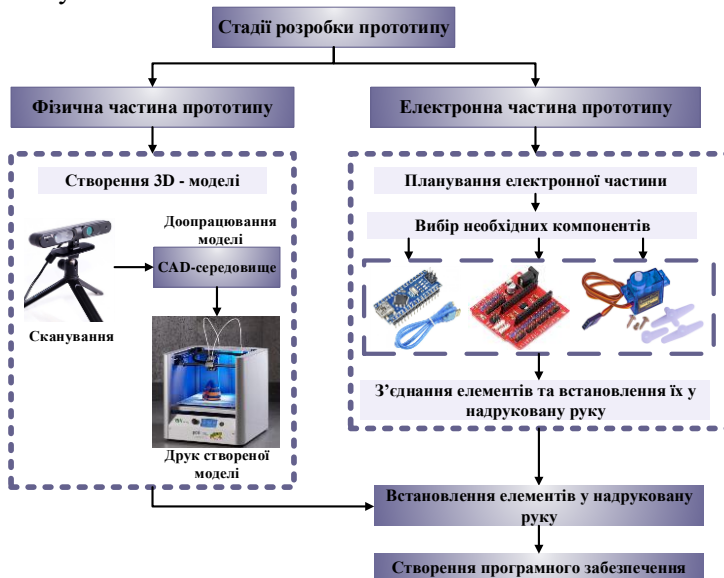 Стадії розробки прототипу
Фізична частина прототипу
Електронна частина прототипу
Створення 3D - моделі
Доопрацювання
моделі
CAD-середовище
Сканування
Друк створеної
моделі
Планування електронної частини
Вибір необхідних компонентів
З’єднання елементів та встановлення їх у
надруковану руку
Встановлення елементів у надруковану
руку
Створення програмного забезпечення